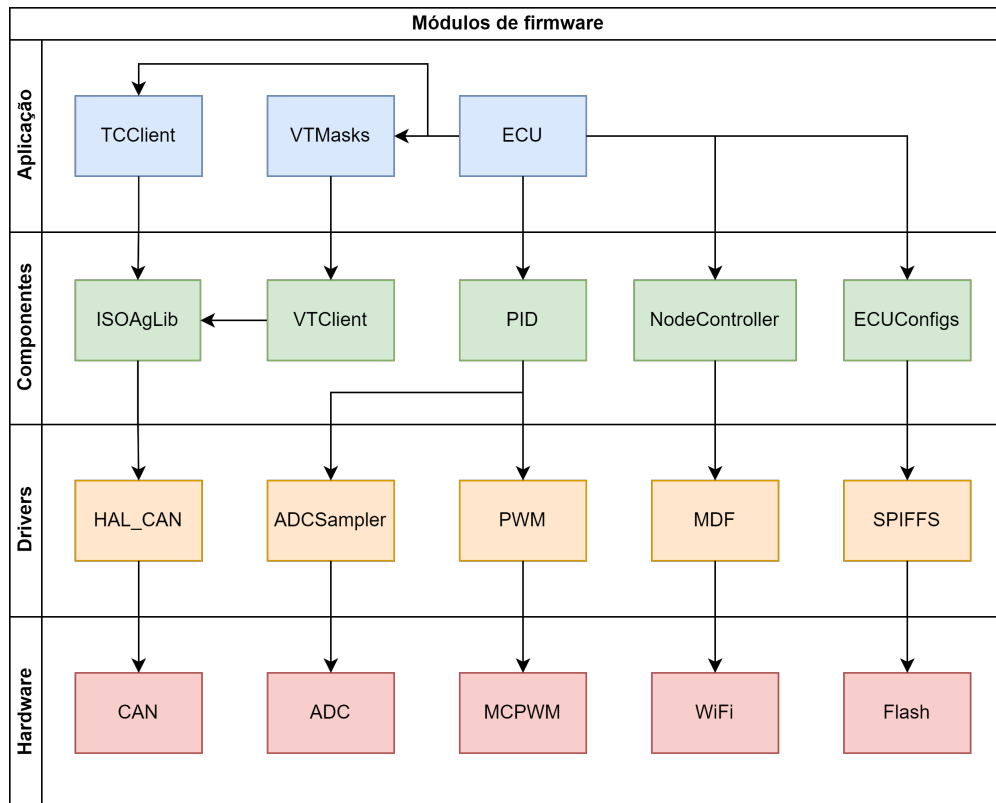 Módulos de firmware
Aplicação
TCClient
VTMasks
ECU
Componentes
ISOAgLib
VTClient
PID
NodeController
ECUConfigs
Drivers
HAL_CAN
ADCSampler
PWM
MDF
SPIFFS
Hardware
CAN
ADC
MCPWM
WiFi
Flash